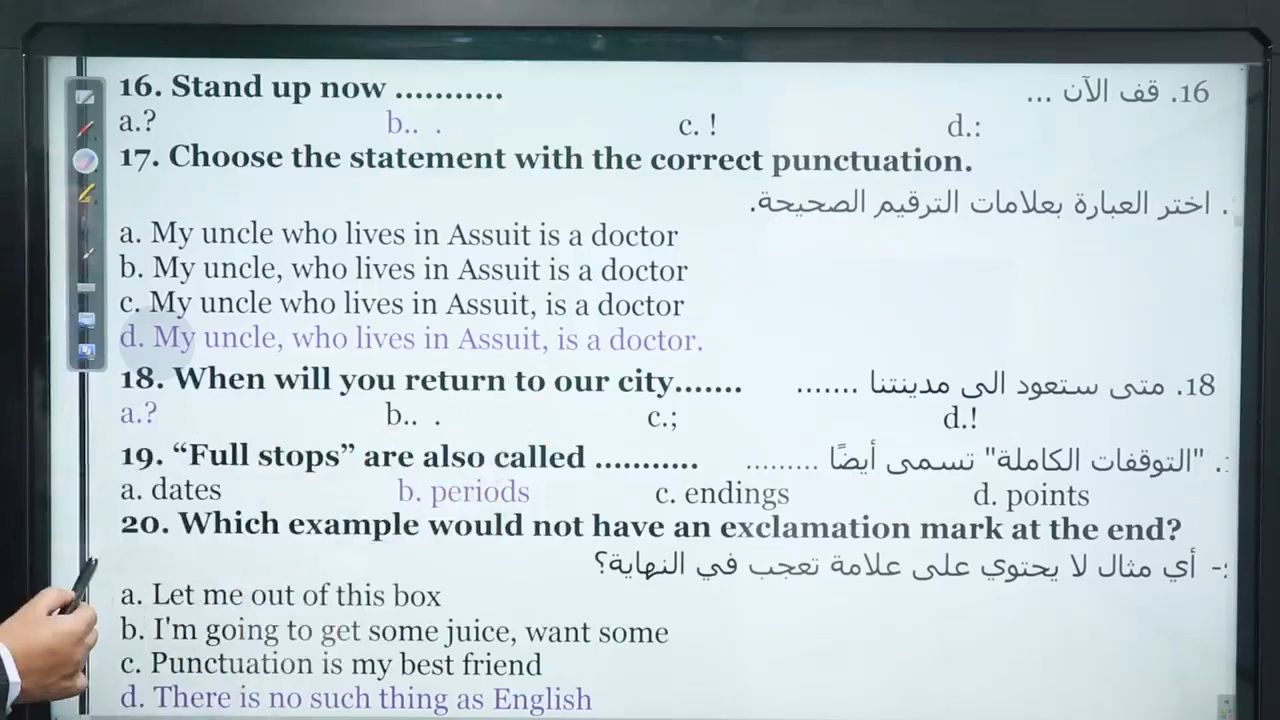 16. Stand up now ........... 16. قف الآن ...
a.? b.. . c. ! d.:
17. Choose the statement with the correct punctuation.
. اختر العبارة بعلامات الترقيم الصحيحة.
a. My uncle who lives in Assuit is a doctor
b. My uncle, who lives in Assuit is a doctor
c. My uncle who lives in Assuit, is a doctor
d. My uncle, who lives in Assuit, is a doctor.
18. When will you return to our city....... 18. متى ستعود الى مدينتنا .......
a.? b.. . c.; d.!
19. “Full stops” are also called ........... . "التوقفات الكاملة" تسمى أيضًا .........
a. dates b. periods c. endings d. points
20. Which example would not have an exclamation mark at the end?
:- أي مثال لا يحتوي على علامة تعجب في النهاية؟
a. Let me out of this box
b. I'm going to get some juice, want some
c. Punctuation is my best friend
d. There is no such thing as English